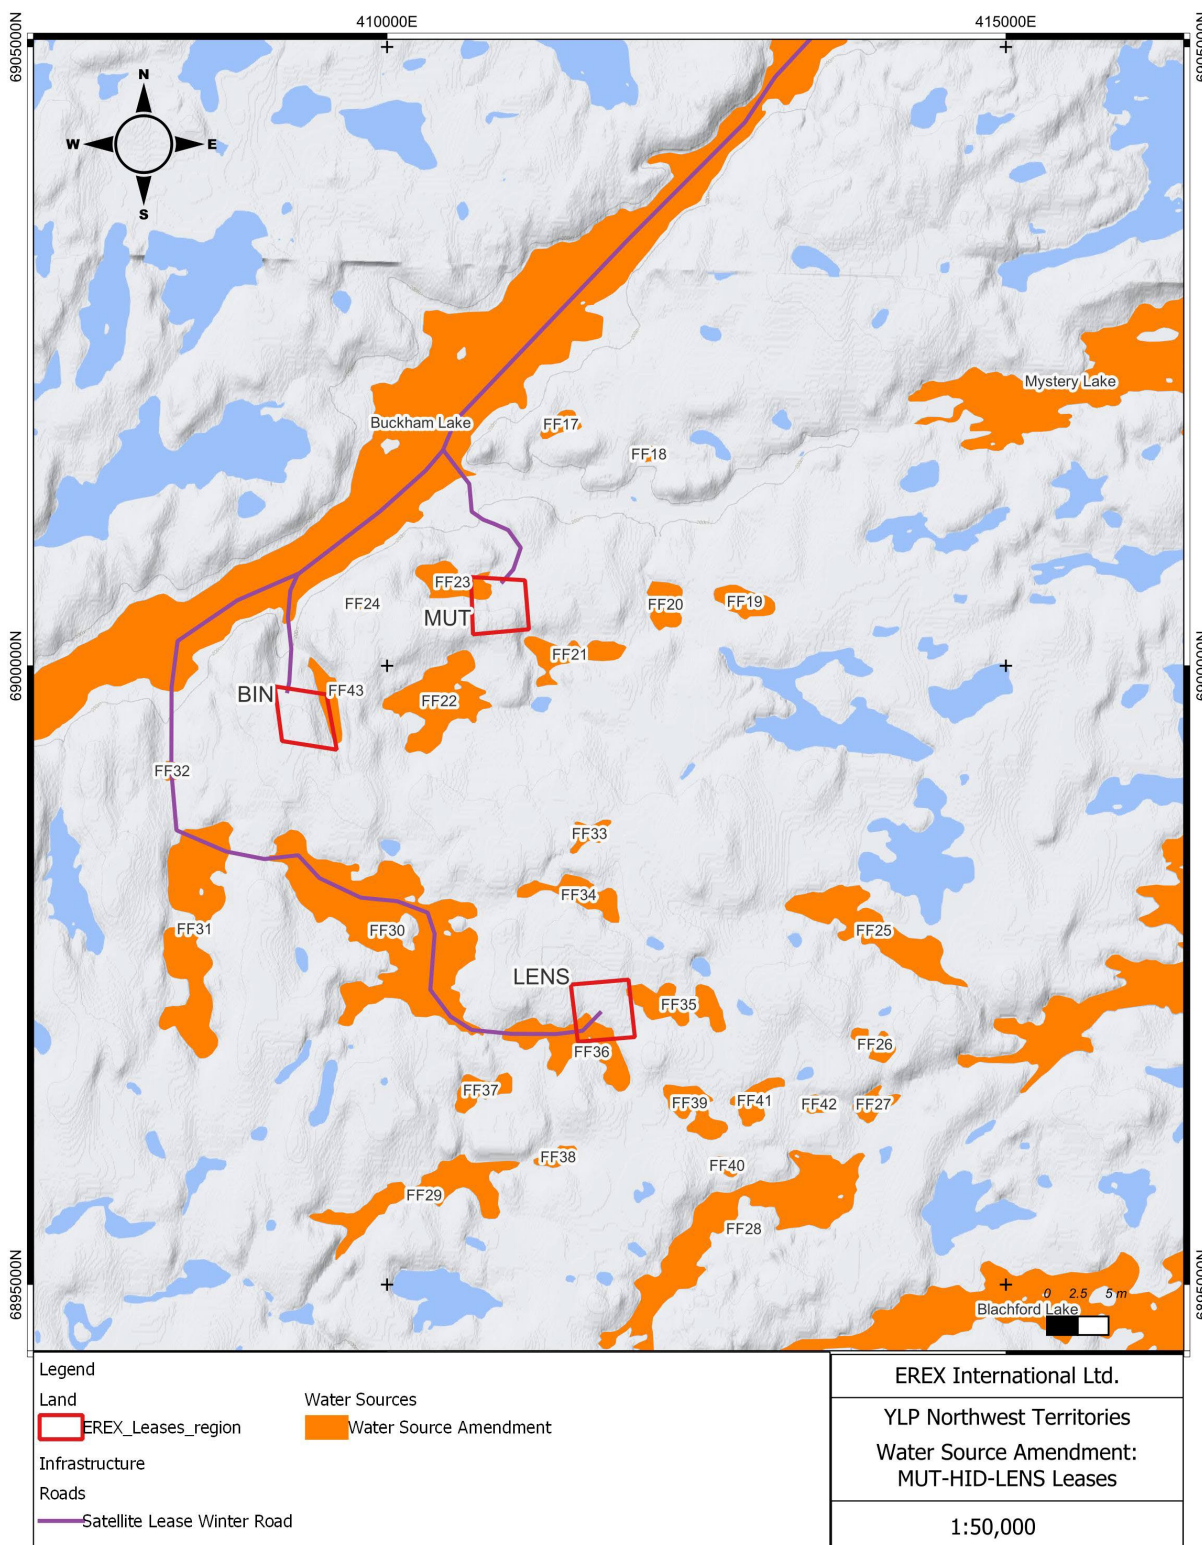 410000E
415000E
6905000N
6905000N
N
W
E
S
Mystery Lake
Buckham Lake
FF17
FF18
FF23
FF24
FF20
FF19
MUT
FF21
6900000N
6900000N
BIN
FF43
FF22
FF32
FF33
FF34
FF31
FF30
FF25
LENS
FF35
FF26
FF36
FF37
FF39
FF41
FF42
FF27
FF38
FF40
FF29
FF28
6895000N
6895000N
0 2.5 5 m
Blachford Lake
Legend
Land
EREX_Leases_region
Water Sources
Water Source Amendment
Infrastructure
Roads
Satellite Lease Winter Road
EREX International Ltd.
YLP Northwest Territories
Water Source Amendment:
MUT-HID-LENS Leases
1:50,000